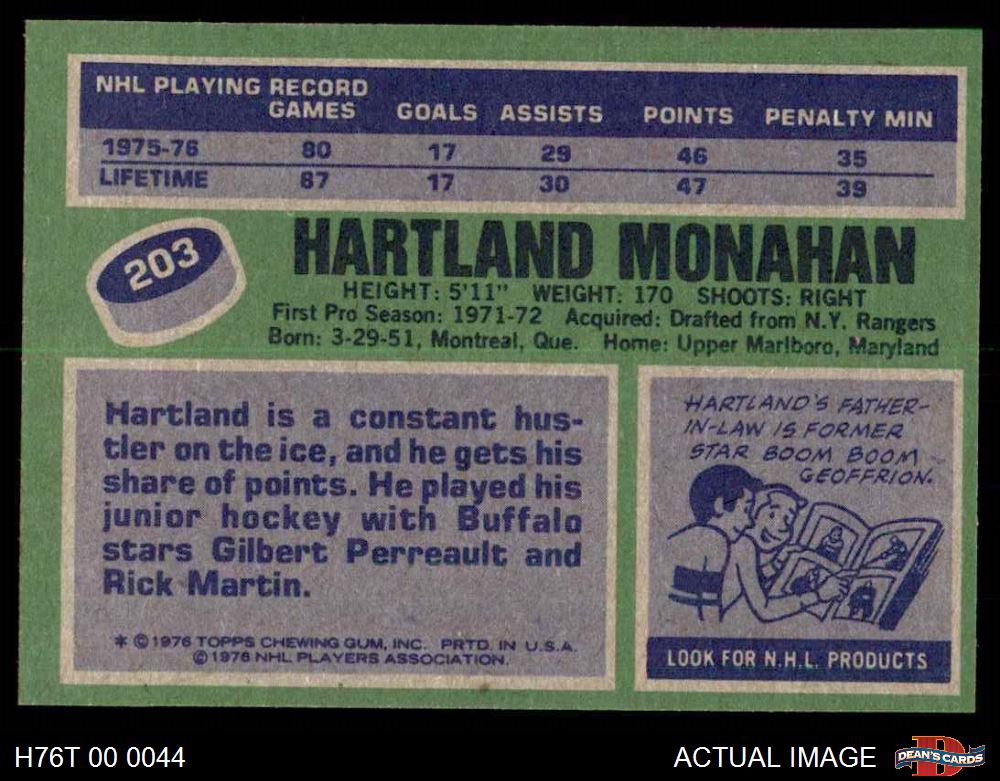 NHL PLAYING RECORD
GAMES GOALS ASSISTS POINTS PENALTY MIN
1975-76 80 17 29 46 35
LIFETIME 87 17 30 47 39
203
HARTLAND MONAHAN
HEIGHT: 5'11" WEIGHT: 170 SHOOTS: RIGHT
First Pro Season: 1971-72 Acquired: Drafted from N.Y. Rangers
Born: 3-29-51, Montreal, Que. Home: Upper Marlboro, Maryland
Hartland is a constant hus-
tler on the ice, and he gets his
share of points. He played his
junior hockey with Buffalo
stars Gilbert Perreault and
Rick Martin.
* © 1976 TOPPS CHEWING GUM, INC. PRTD. IN U.S.A.
© 1976 NHL PLAYERS ASSOCIATION.
HARTLAND'S FATHER-
IN-LAW IS FORMER
STAR BOOM BOOM
GEOFFRION.
LOOK FOR N.H.L. PRODUCTS
H76T 00 0044
ACTUAL IMAGE
D
DEAN'S CARDS